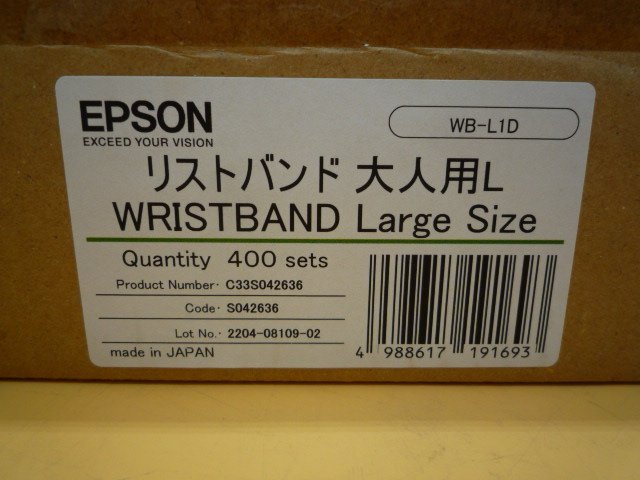 EPSON
EXCEED YOUR VISION
WB-L1D
リストバンド 大人用L
WRISTBAND Large Size
Quantity 400 sets
Product Number· C33S042636
Code· S042636
Lot No.· 2204-08109-02
made in JAPAN
4 988617 191693